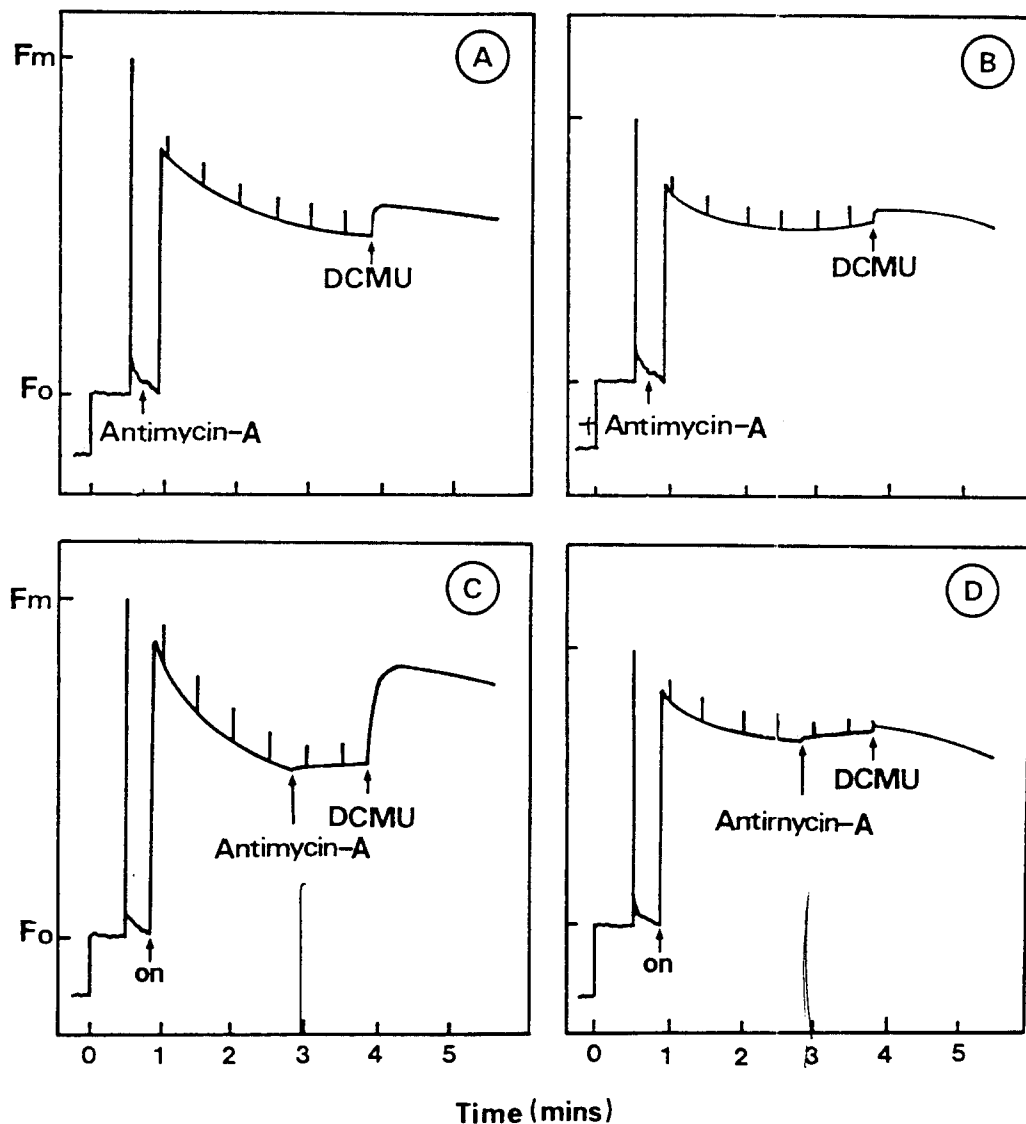 Fm
A
B
DCMU
DCMU
Fo
Antimycin-A
+ Antimycin-A
C
D
Fm
DCMU
DCMU
Antimycin-A
Antirnycin-A
Fo
on
on
0 1 2 3 4 5
0 1 2 3 4 5
Time (mins)